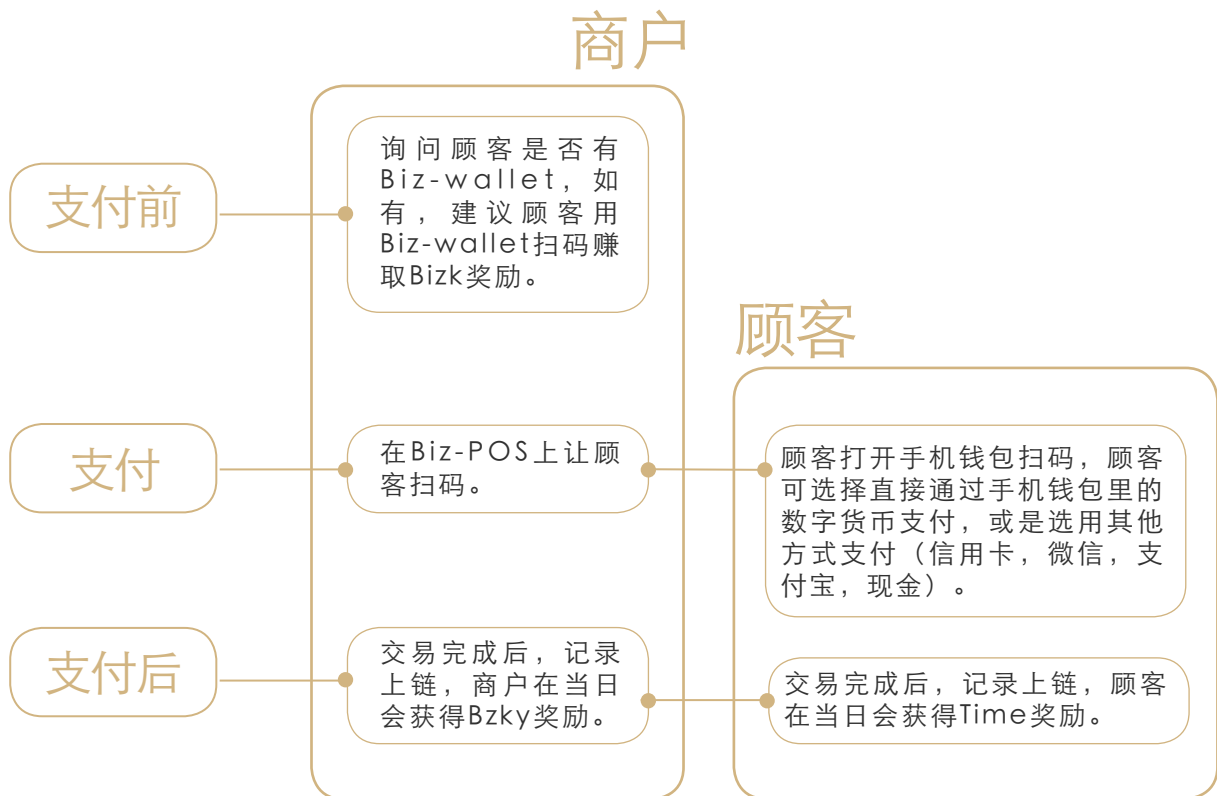 商户
支付前
询问顾客是否有
Biz-wallet，如
有，建议顾客用
Biz-wallet扫码赚
取Bizk奖励。
顾客
支付
在Biz-POS上让顾
客扫码。
顾客打开手机钱包扫码，顾客
可选择直接通过手机钱包里的
数字货币支付，或是选用其他
方式支付（信用卡，微信，支
付宝，现金）。
支付后
交易完成后，记录
上链，商户在当日
会获得Bzky奖励。
交易完成后，记录上链，顾客
在当日会获得Time奖励。